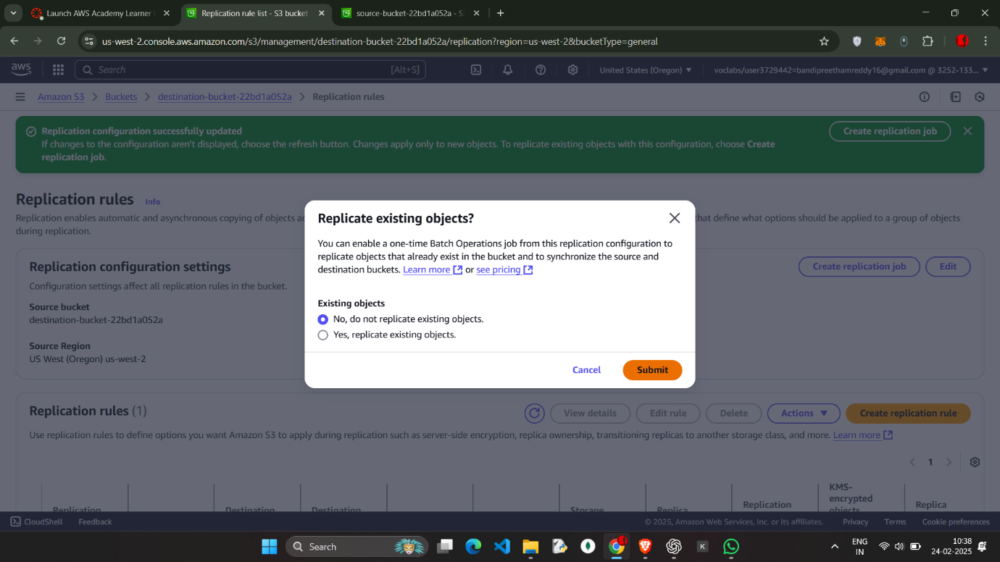 Launch AWS Academy Learner
Replication rule list - S3 bucket
source-bucket-22bd1a052a - S3
us-west-2.console.aws.amazon.com/s3/management/destination-bucket-22bd1a052a/replication?region=us-west-2&bucketType=general
aws
Search
[Alt+S]
United States (Oregon)
voclabs/user3729442=bandipreethamreddy16@gmail.com @ 3252-133...
Amazon S3 > Buckets > destination-bucket-22bd1a052a > Replication rules
Replication configuration successfully updated
If changes to the configuration aren't displayed, choose the refresh button. Changes apply only to new objects. To replicate existing objects with this configuration, choose Create
replication job.
Create replication job
Replication rules
Info
Replication enables automatic and asynchronous copying of objects
that define what options should be applied to a group of objects
during replication.
Replication configuration settings
Configuration settings affect all replication rules in the bucket.
Create replication job
Edit
Source bucket
destination-bucket-22bd1a052a
Source Region
US West (Oregon) us-west-2
Replicate existing objects?
You can enable a one-time Batch Operations job from this replication configuration to
replicate objects that already exist in the bucket and to synchronize the source and
destination buckets. Learn more or see pricing
Existing objects
No, do not replicate existing objects.
Yes, replicate existing objects.
Cancel
Submit
Replication rules (1)
View details
Edit rule
Delete
Actions
Create replication rule
Use replication rules to define options you want Amazon S3 to apply during replication such as server-side encryption, replica ownership, transitioning replicas to another storage class, and more. Learn more
1
Replication
Destination
Destination
Storage
Replica
Replication
KMS-
encrypted
objects
Replica
CloudShell
Feedback
© 2025, Amazon Web Services, Inc. or its affiliates.
Privacy
Terms
Cookie preferences
Search
K
ENG
IN
10:38
24-02-2025